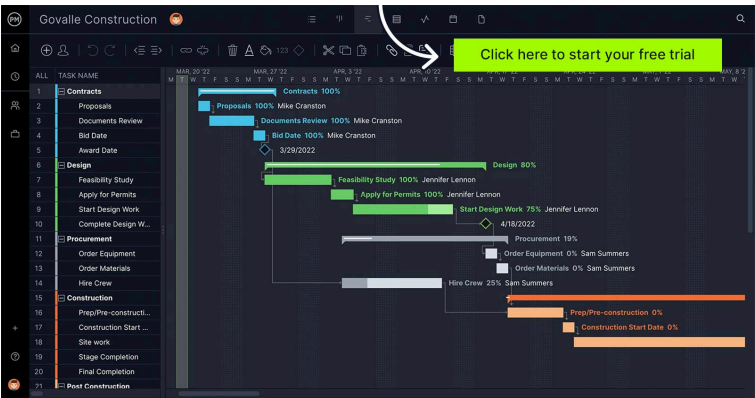 PM Govalle Construction
Click here to start your free trial
123
ALL TASK NAME
MAR, 20 '22 MAR, 27 '22 APR, 3 '22 APR, 10 '22 MAY, 8 '2
M T W T F S S M T W T F S S M T W T F S S M T W T F S S
1 Contracts Contracts 100%
2 Proposals Proposals 100% Mike Cranston
3 Documents Review Documents Review 100% Mike Cranston
4 Bid Date Bid Date 100% Mike Cranston
5 Award Date 3/29/2022
6 Design Design 80%
7 Feasibility Study Feasibility Study 100% Jennifer Lennon
8 Apply for Permits Apply for Permits 100% Jennifer Lennon
9 Start Design Work Start Design Work 75% Jennifer Lennon
10 Complete Design W... 4/18/2022
11 Procurement Procurement 19%
12 Order Equipment Order Equipment 0% Sam Summers
13 Order Materials Order Materials 0% Sam Summers
14 Hire Crew Hire Crew 25% Sam Summers
15 Construction
16 Prep/Pre-constructi... Prep/Pre-construction 0%
17 Construction Start ... Construction Start Date 0%
18 Site work
19 Stage Completion
20 Final Completion
21 Post Construction